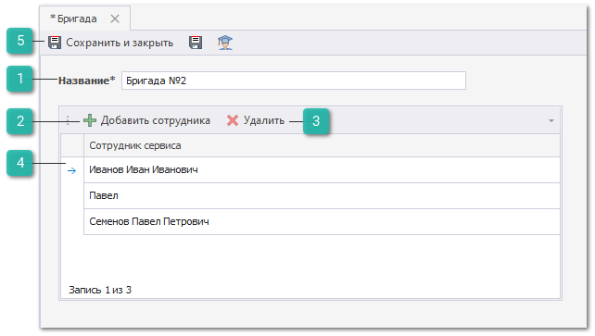 *Бригада
5 Сохранить и закрыть
1 Название* Бригада №2
2 Добавить сотрудника Удалить 3
Сотрудник сервиса
4 Иванов Иван Иванович
Павел
Семенов Павел Петрович
Запись 1 из 3